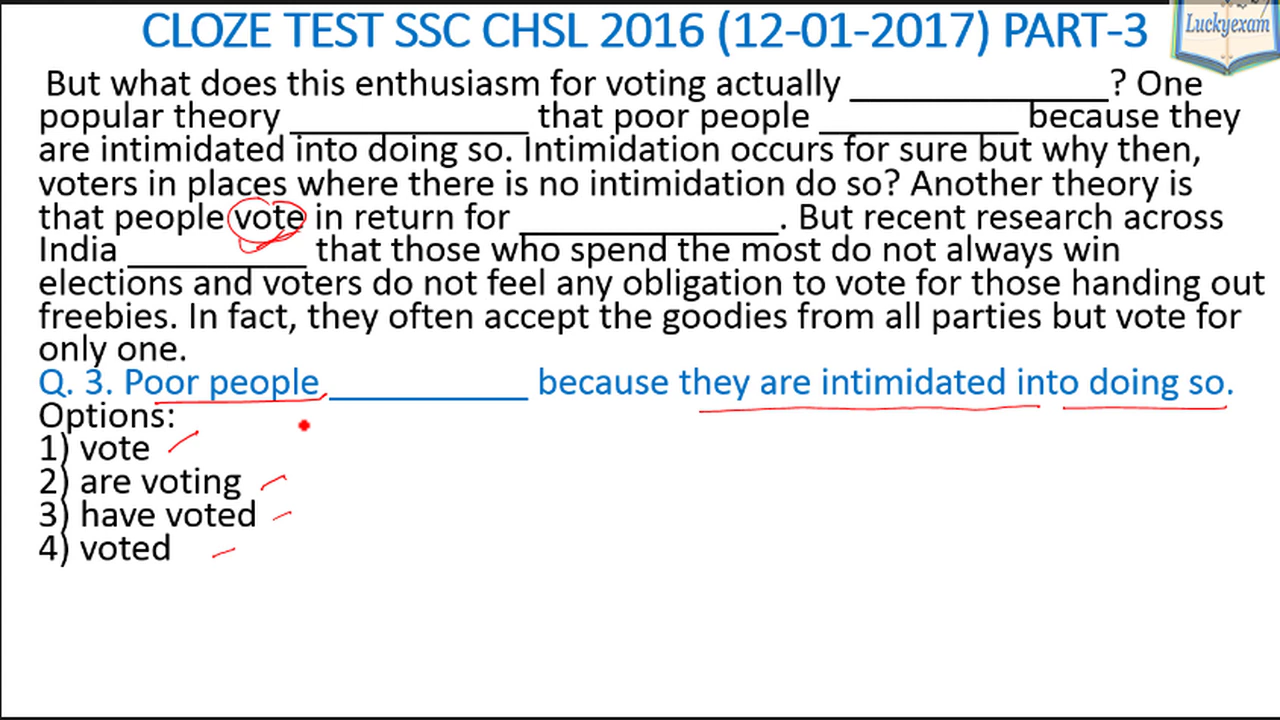 CLOZE TEST SSC CHSL 2016 (12-01-2017) PART-3
Luckyexam
But what does this enthusiasm for voting actually ______________? One
popular theory _____________ that poor people ___________ because they
are intimidated into doing so. Intimidation occurs for sure but why then,
voters in places where there is no intimidation do so? Another theory is
that people vote in return for ______________. But recent research across
India __________ that those who spend the most do not always win
elections and voters do not feel any obligation to vote for those handing out
freebies. In fact, they often accept the goodies from all parties but vote for
only one.
Q. 3. Poor people ___________ because they are intimidated into doing so.
Options:
1) vote
2) are voting
3) have voted
4) voted